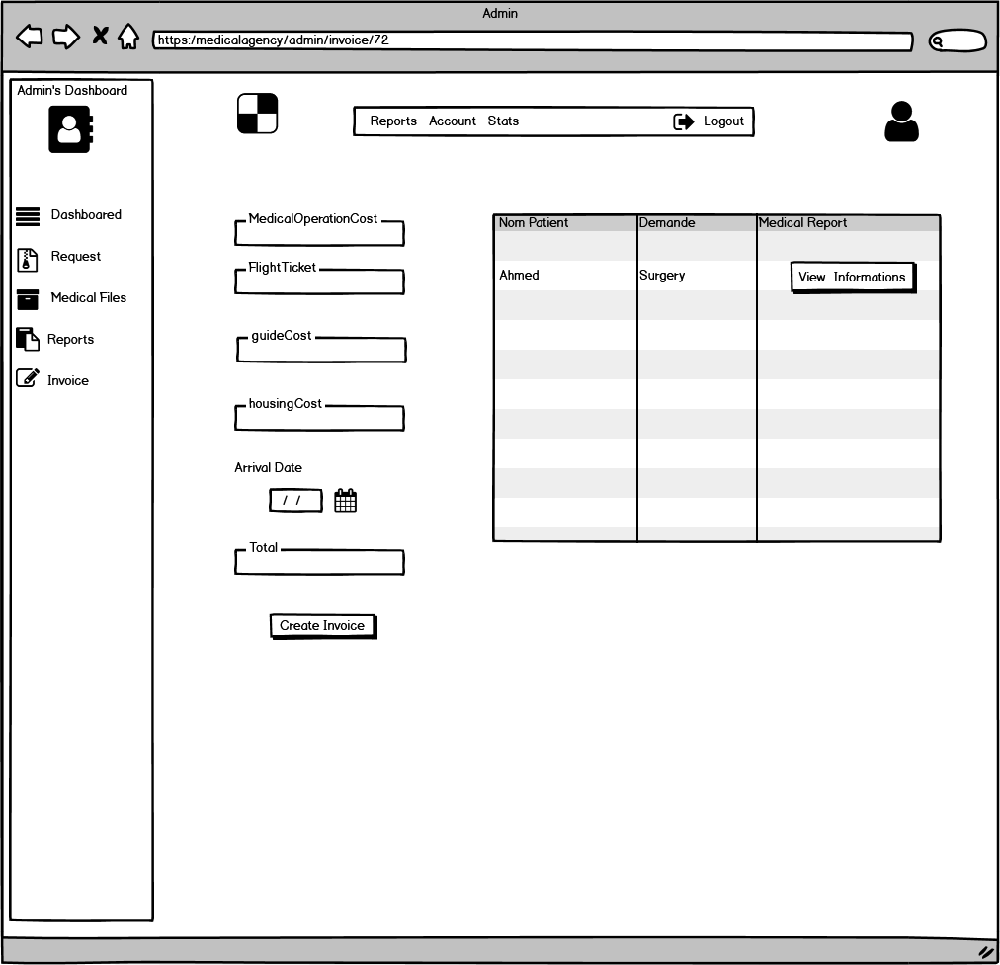 Admin
https:/medicalagency/admin/invoice/72
Admin's Dashboard
Reports Account Stats Logout
Dashboared
Request
Medical Files
Reports
Invoice
MedicalOperationCost
FlightTicket
guideCost
housingCost
Arrival Date
/ /
Total
Create Invoice
Nom Patient Demande Medical Report
Ahmed Surgery View Informations